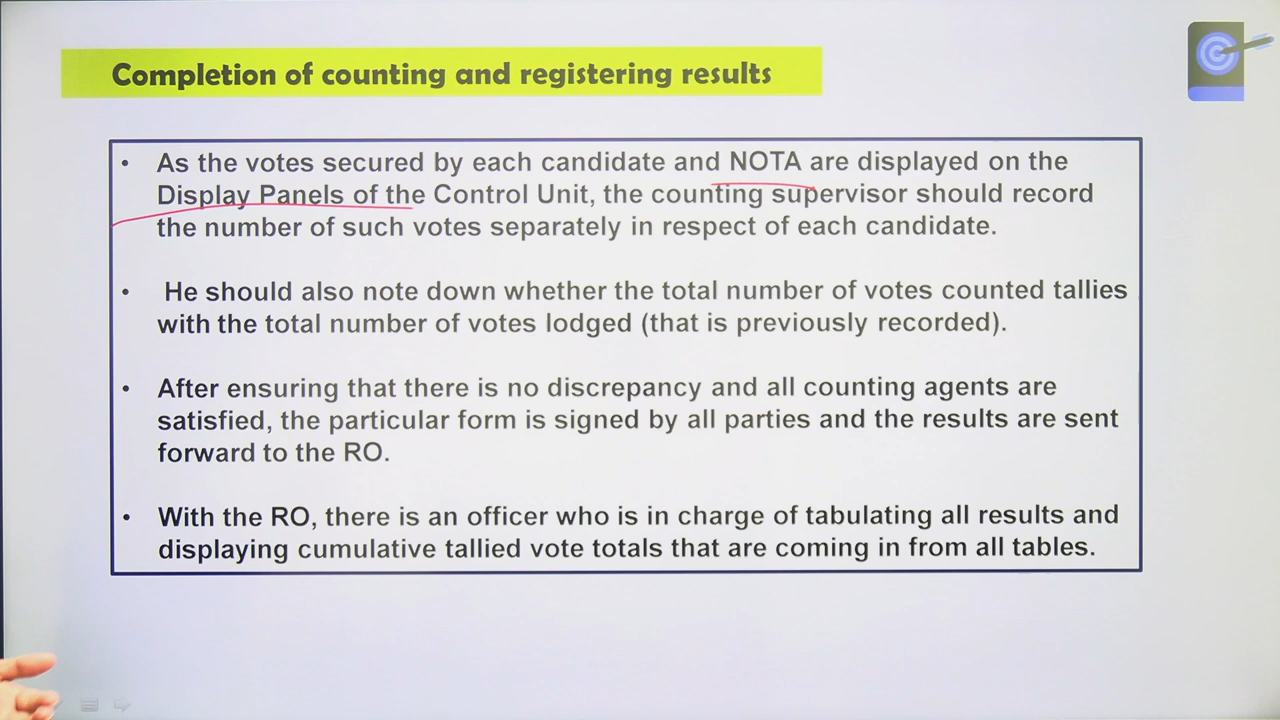 Completion of counting and registering results
• As the votes secured by each candidate and NOTA are displayed on the
Display Panels of the Control Unit, the counting supervisor should record
the number of such votes separately in respect of each candidate.
• He should also note down whether the total number of votes counted tallies
with the total number of votes lodged (that is previously recorded).
• After ensuring that there is no discrepancy and all counting agents are
satisfied, the particular form is signed by all parties and the results are sent
forward to the RO.
• With the RO, there is an officer who is in charge of tabulating all results and
displaying cumulative tallied vote totals that are coming in from all tables.